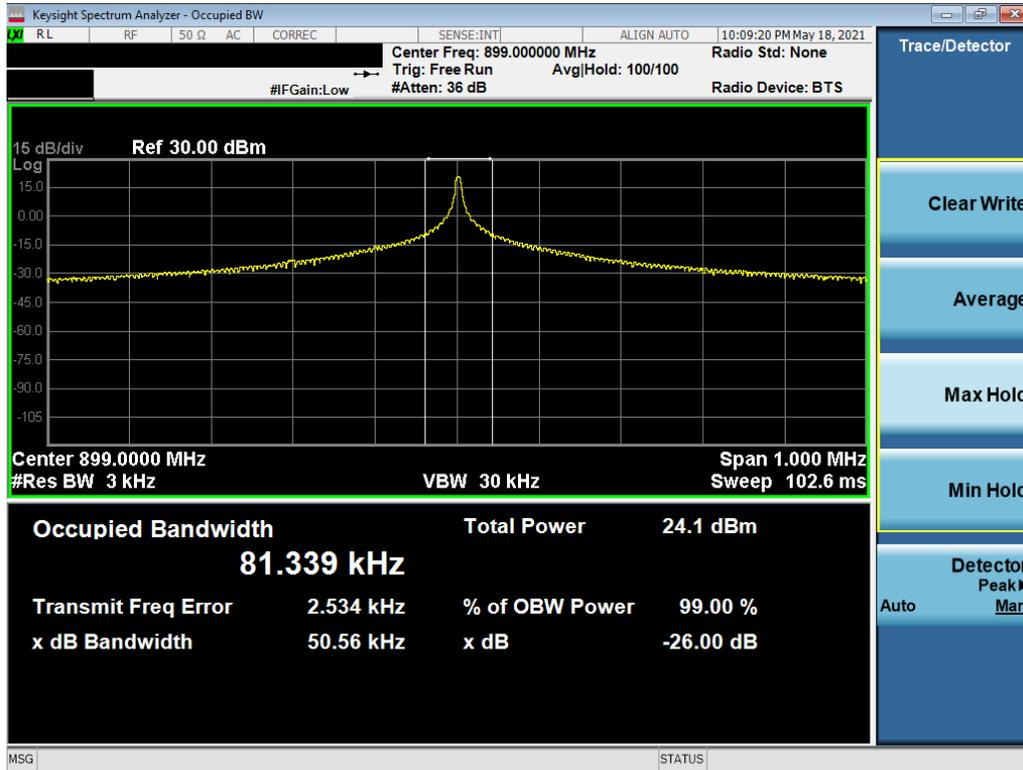 Keysight Spectrum Analyzer - Occupied BW
LXI RL RF 50 Ω AC CORREC SENSE:INT ALIGN AUTO 10:09:20 PM May 18, 2021
Center Freq: 899.000000 MHz Radio Std: None
Trig: Free Run Avg|Hold: 100/100
#IFGain:Low #Atten: 36 dB Radio Device: BTS
15 dB/div Ref 30.00 dBm
Log
15.0
0.00
-15.0
-30.0
-45.0
-60.0
-75.0
-90.0
-105
Center 899.0000 MHz Span 1.000 MHz
#Res BW 3 kHz VBW 30 kHz Sweep 102.6 ms
Occupied Bandwidth Total Power 24.1 dBm
81.339 kHz
Transmit Freq Error 2.534 kHz % of OBW Power 99.00 %
x dB Bandwidth 50.56 kHz x dB -26.00 dB
Trace/Detector
Clear Write
Average
Max Hold
Min Hold
Detector
Peak
Auto Man
MSG STATUS